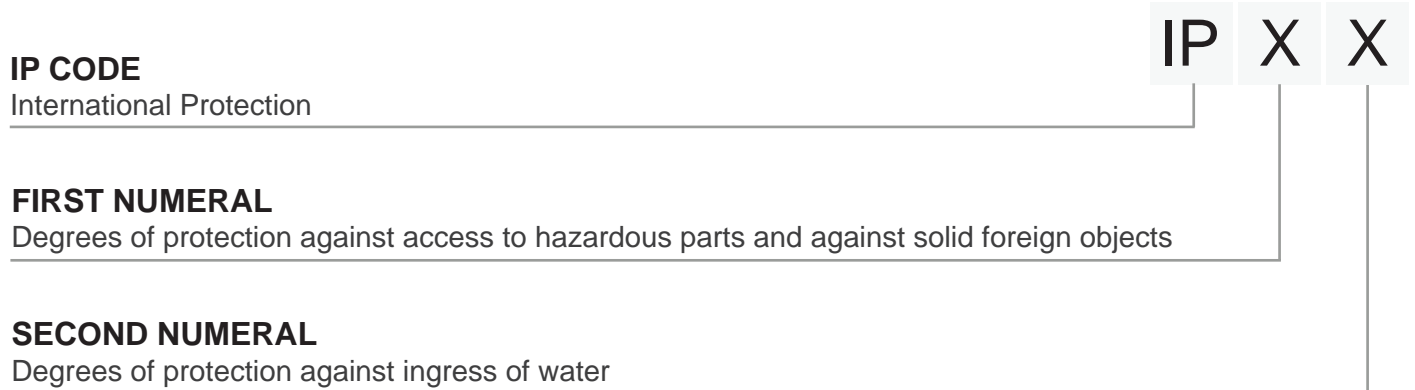 IP X X
IP CODE
International Protection
FIRST NUMERAL
Degrees of protection against access to hazardous parts and against solid foreign objects
SECOND NUMERAL
Degrees of protection against ingress of water